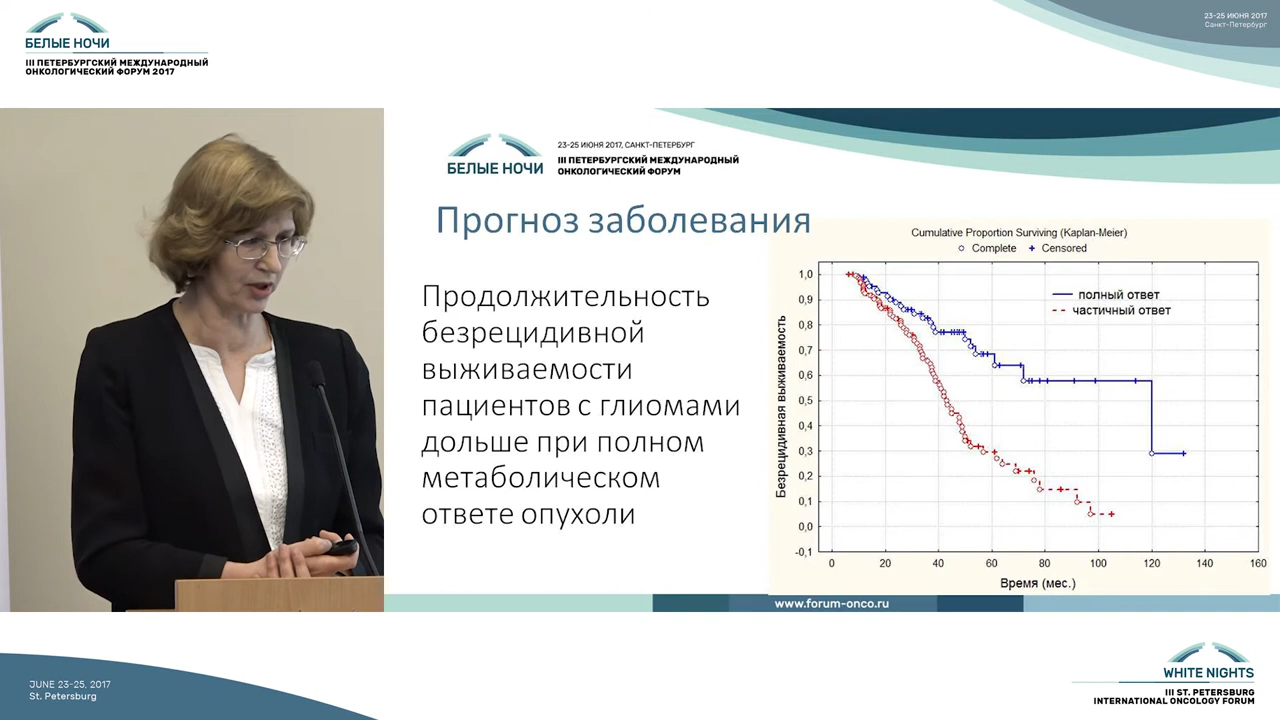 БЕЛЫЕ НОЧИ
III ПЕТЕРБУРГСКИЙ МЕЖДУНАРОДНЫЙ
ОНКОЛОГИЧЕСКИЙ ФОРУМ 2017
23-25 ИЮНЯ 2017
Санкт-Петербург
БЕЛЫЕ НОЧИ
23-25 ИЮНЯ 2017, САНКТ-ПЕТЕРБУРГ
III ПЕТЕРБУРГСКИЙ МЕЖДУНАРОДНЫЙ
ОНКОЛОГИЧЕСКИЙ ФОРУМ
Прогноз заболевания
Продолжительность
безрецидивной
выживаемости
пациентов с глиомами
дольше при полном
метаболическом
ответе опухоли
Cumulative Proportion Surviving (Kaplan-Meier)
Complete + Censored
полный ответ
частичный ответ
Безрецидивная выживаемость
1,0
0,9
0,8
0,7
0,6
0,5
0,4
0,3
0,2
0,1
0,0
-0,1
0 20 40 60 80 100 120 140 160
Время (мес.)
www.forum-onco.ru
JUNE 23-25, 2017
St. Petersburg
WHITE NIGHTS
III ST. PETERSBURG
INTERNATIONAL ONCOLOGY FORUM